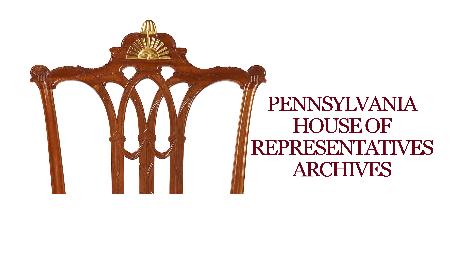 PENNSYLVANIA
HOUSE OF
REPRESENTATIVES
ARCHIVES